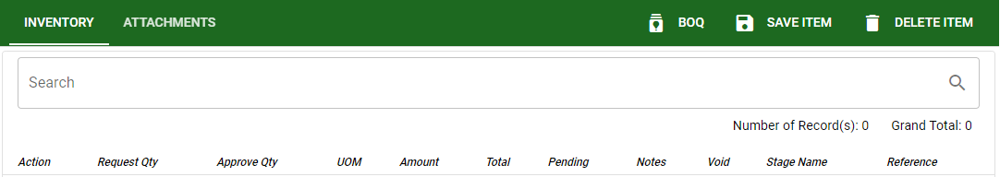 INVENTORY ATTACHMENTS BOQ SAVE ITEM DELETE ITEM
Search
Number of Record(s): 0 Grand Total: 0
Action Request Qty Approve Qty UOM Amount Total Pending Notes Void Stage Name Reference